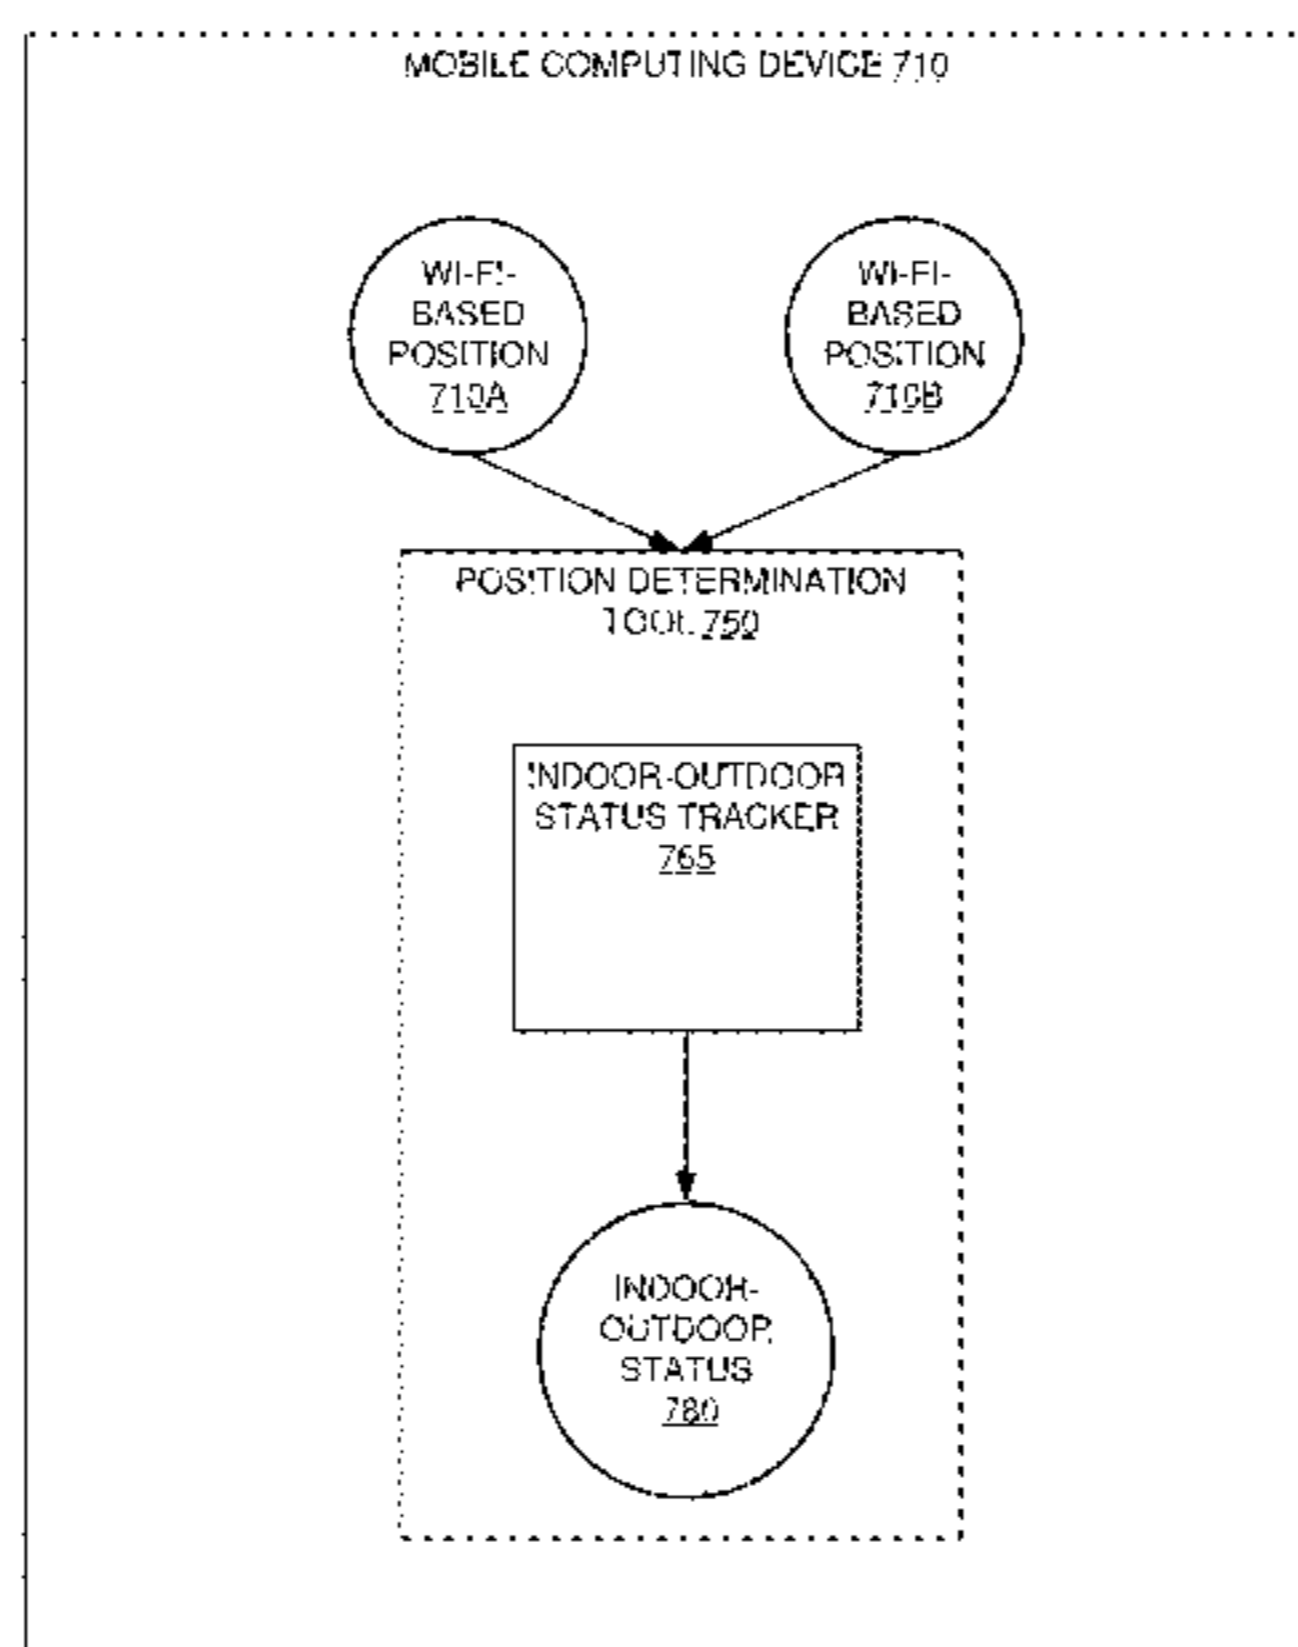 MOBILE COMPUTING DEVICE 710
WI-FI-
BASED
POSITION
710A
WI-FI-
BASED
POSITION
710B
POSITION DETERMINATION
TOOL 750
INDOOR-OUTDOOR
STATUS TRACKER
765
INDOOR-
OUTDOOR
STATUS
780